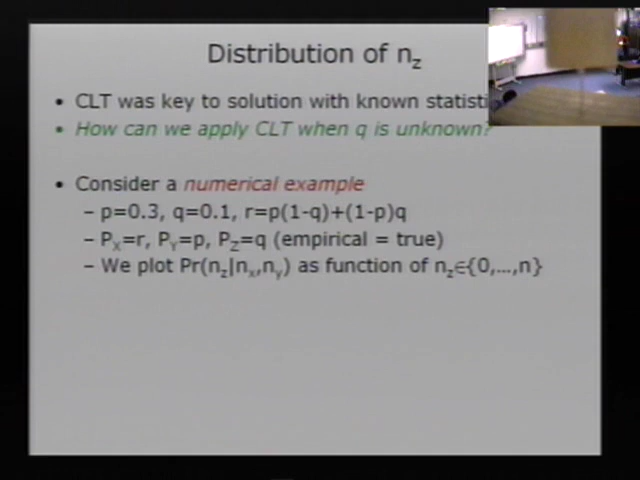 Distribution of n_z
• CLT was key to solution with known
• How can we apply CLT when q is unknown?
• Consider a numerical example
– p=0.3, q=0.1, r=p(1-q)+(1-p)q
– P_X=r, P_Y=p, P_Z=q (empirical = true)
– We plot Pr(n_z|n_x,n_y) as function of n_z∈{0,...,n}